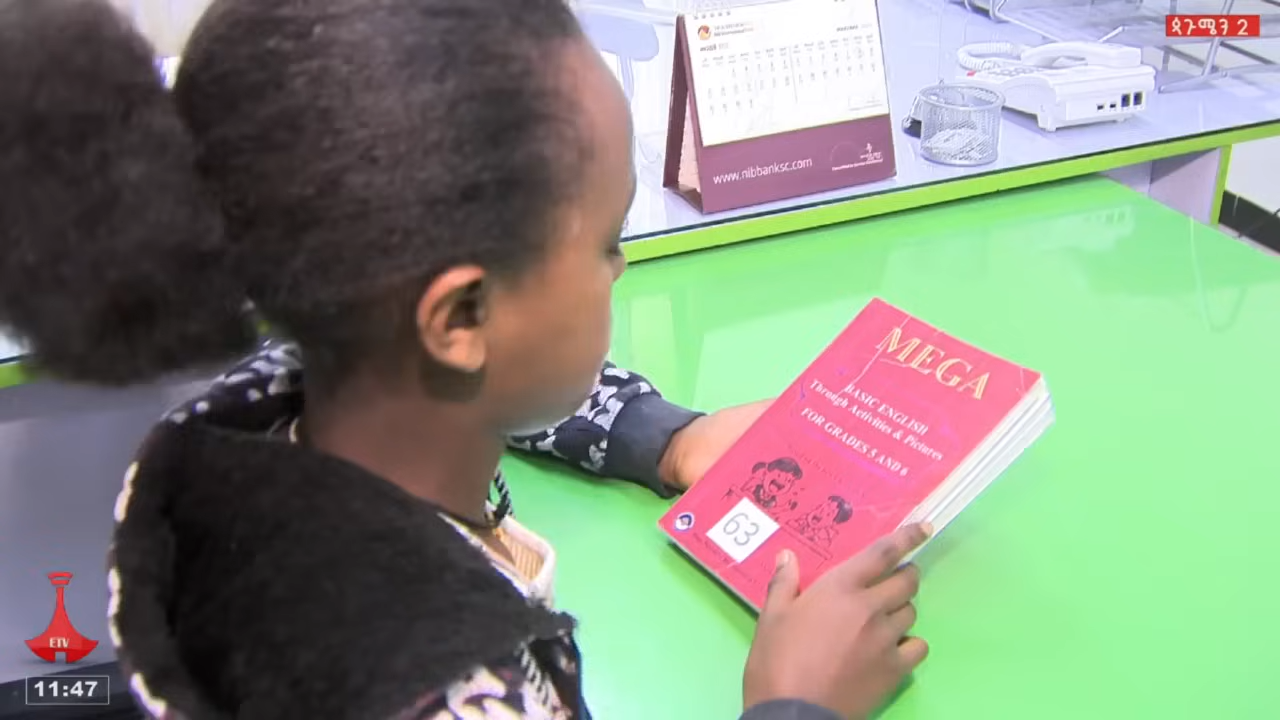 ጳጉሜን 2
www.nibbanksc.com
MEGA
BASIC ENGLISH
Through Activities & Pictures
FOR GRADES 5 AND 6
63
ETV
11:47